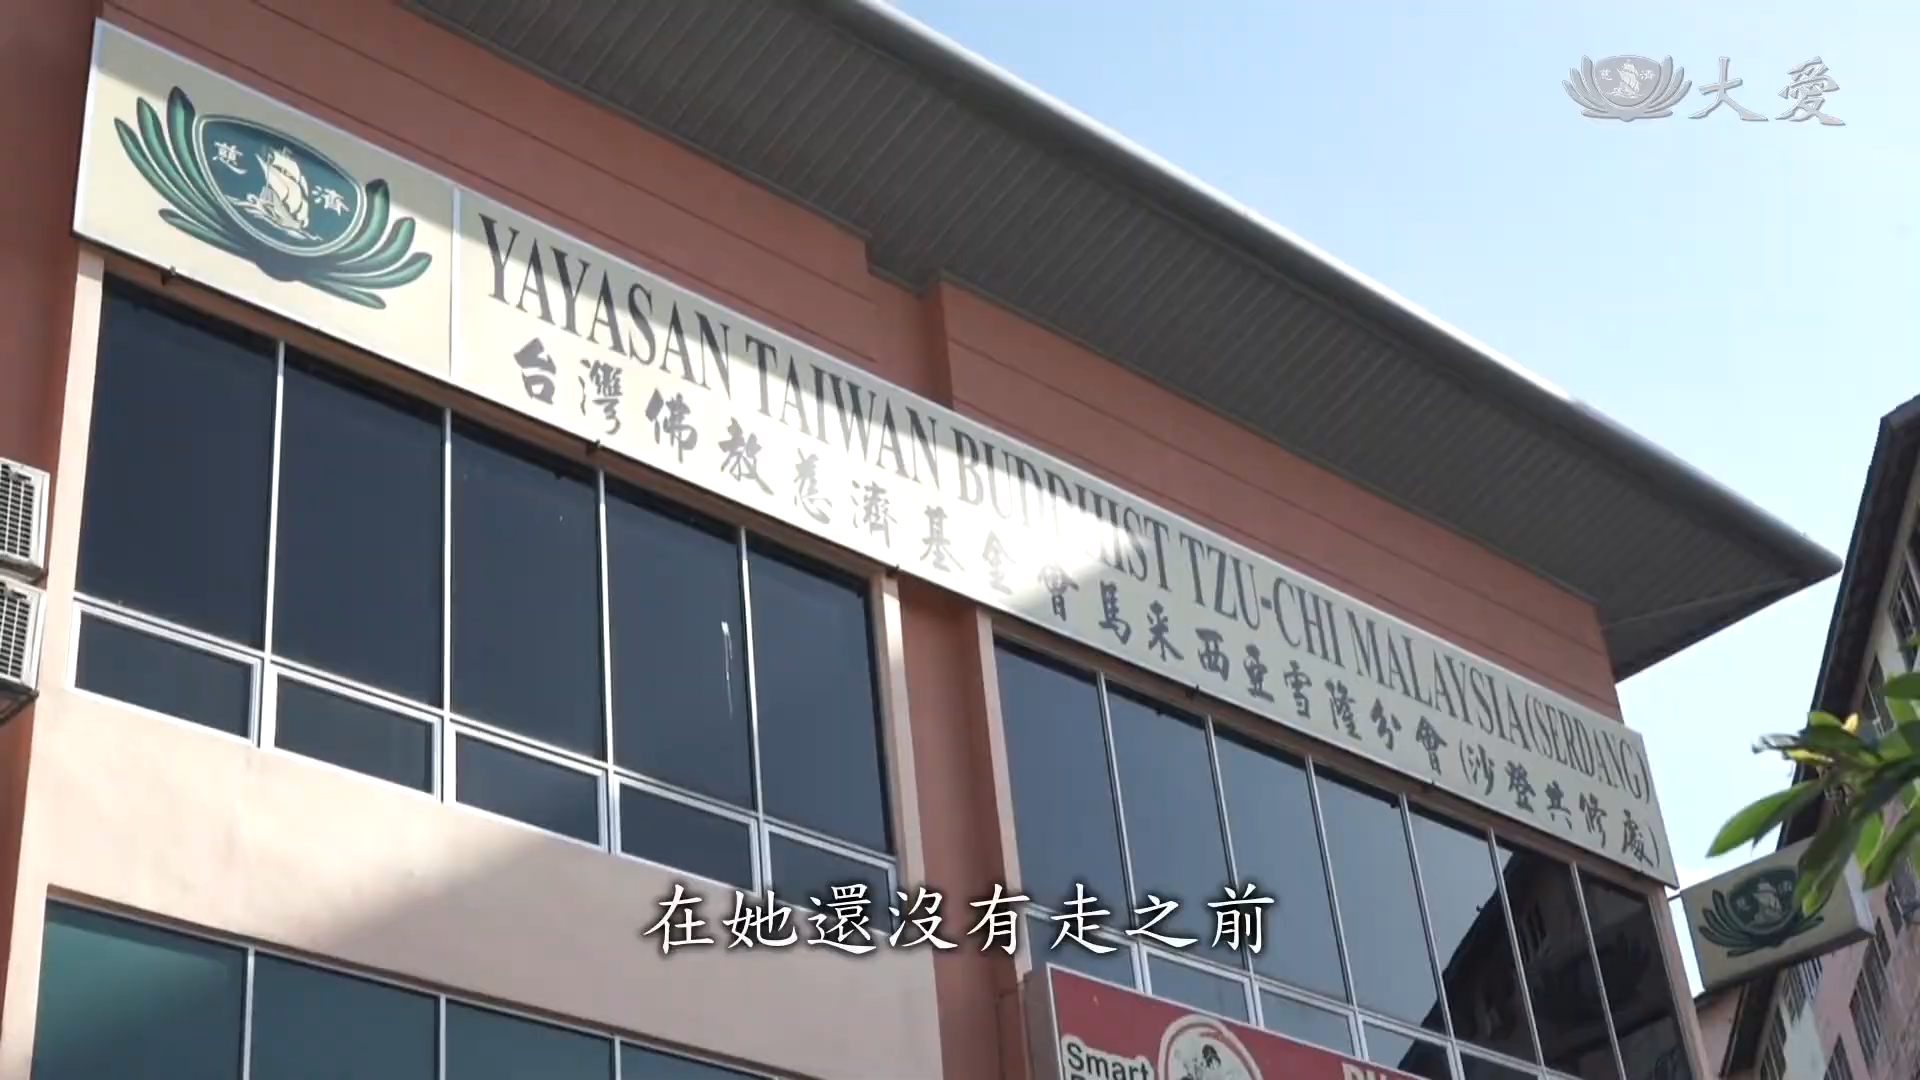 大愛
慈濟
YAYASAN TAIWAN BUDDHIST TZU-CHI MALAYSIA(SERDANG)
台灣佛教慈濟基金會馬来西亞雪隆分會(沙登共修處)
在她還沒有走之前
Smart